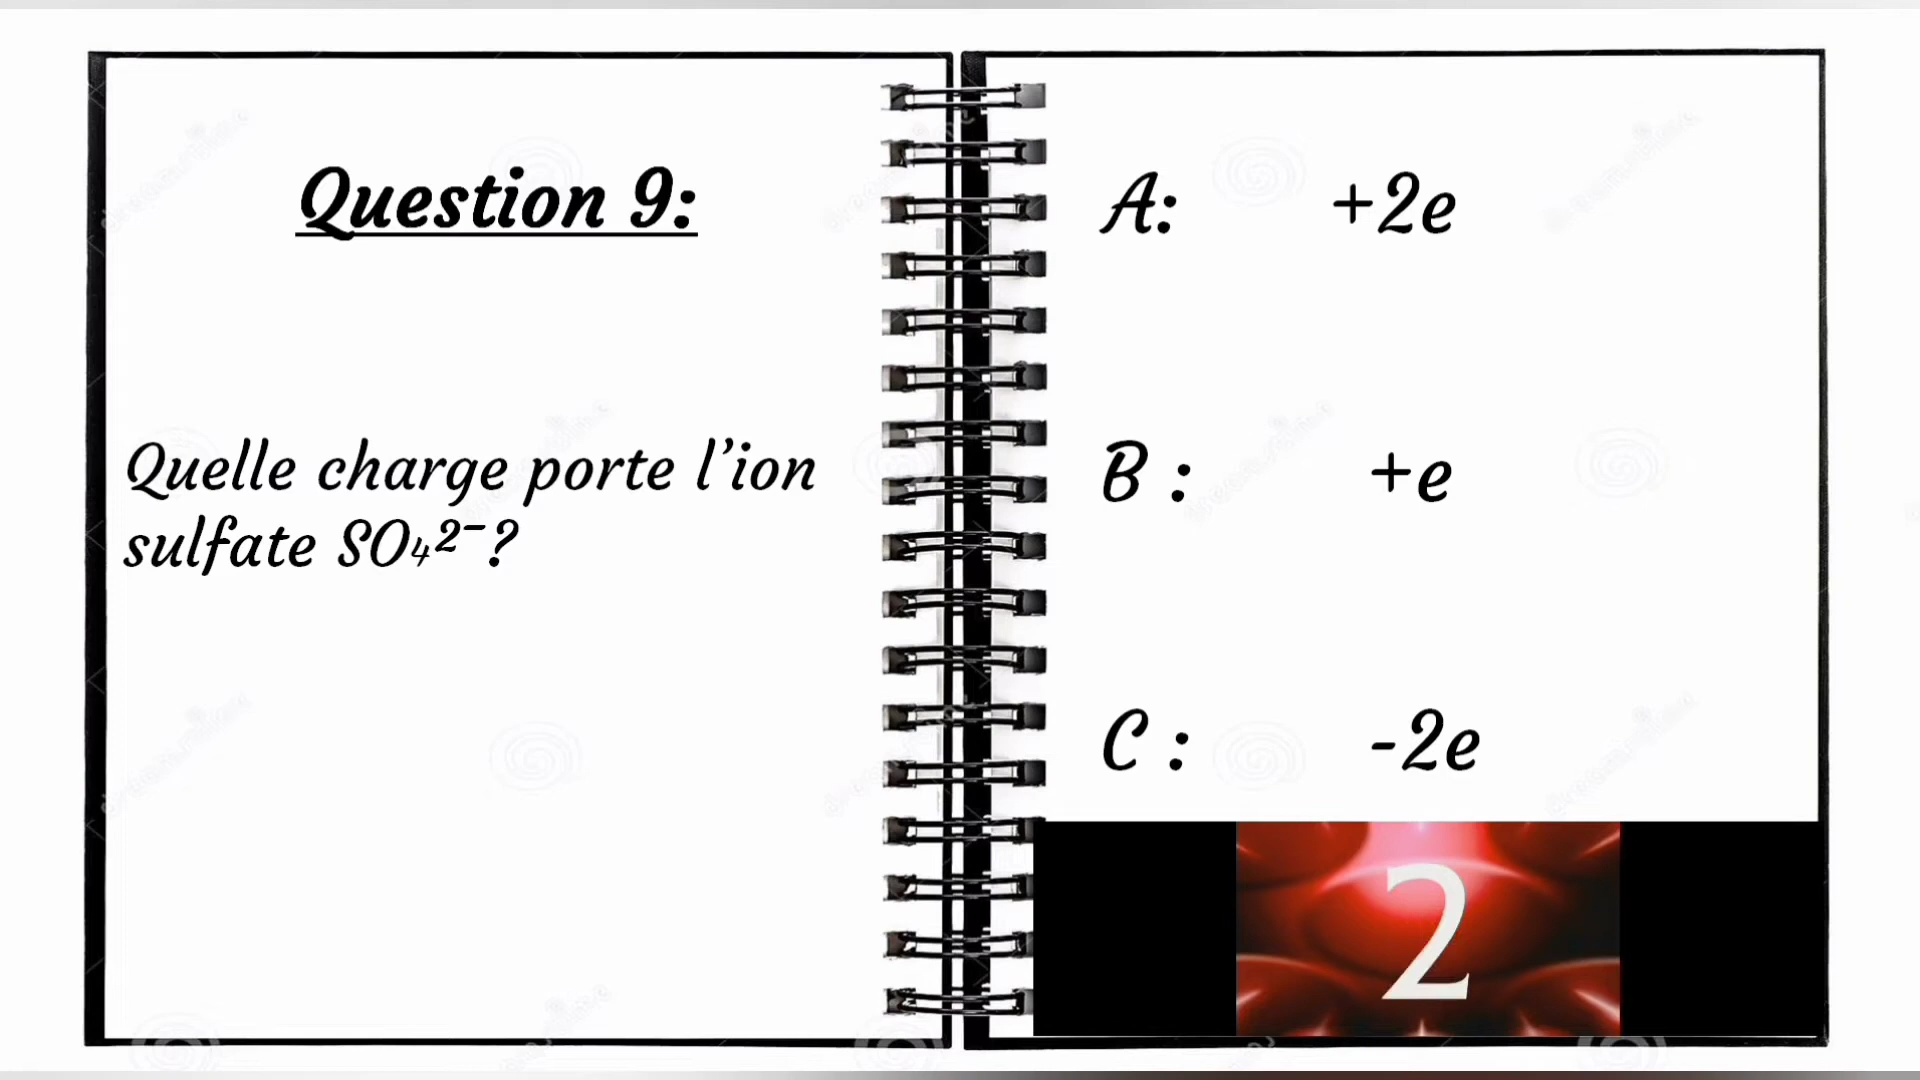 Question 9:
Quelle charge porte l’ion
sulfate SO₄²⁻?
A: +2e
B : +e
C : -2e
2